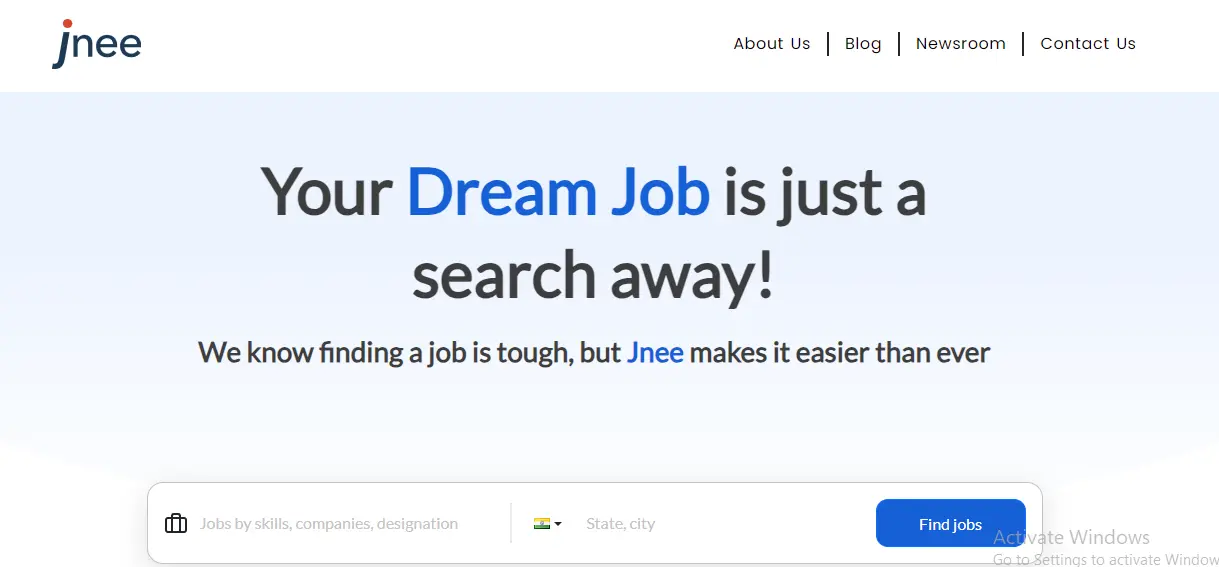 jnee
About Us
Blog
Newsroom
Contact Us
Your Dream Job is just a
search away!
We know finding a job is tough, but Jnee makes it easier than ever
Jobs by skills, companies, designation
State, city
Find jobs
Activate Windows
Go to Settings to activate Window